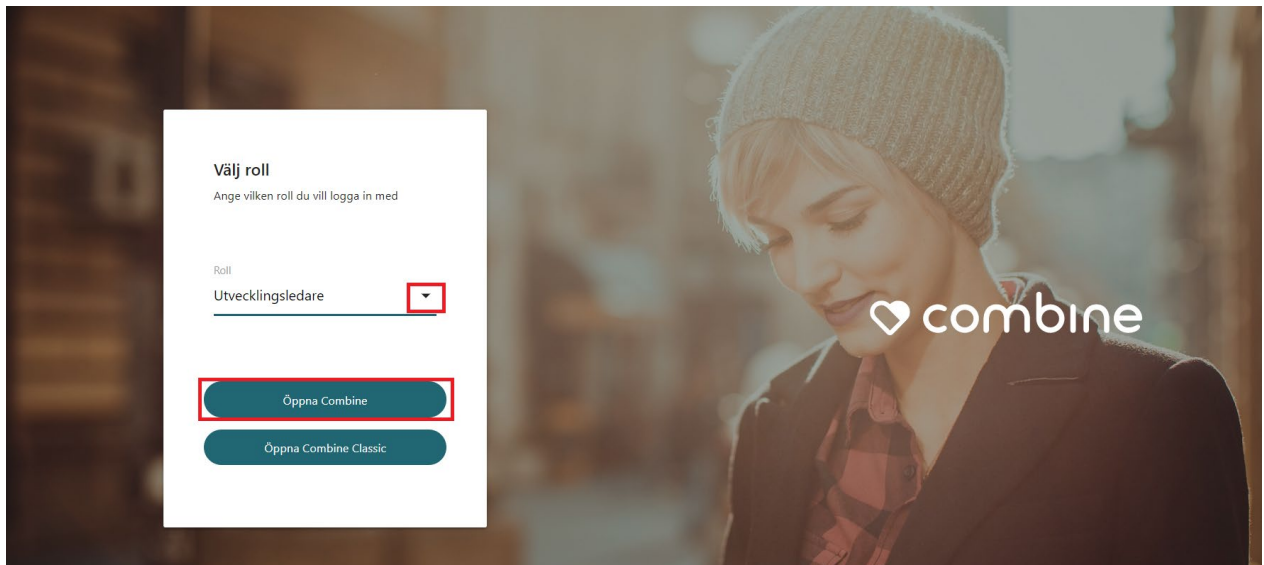 Välj roll
Ange vilken roll du vill logga in med
Roll
Utvecklingsledare
Öppna Combine
Öppna Combine Classic
combine